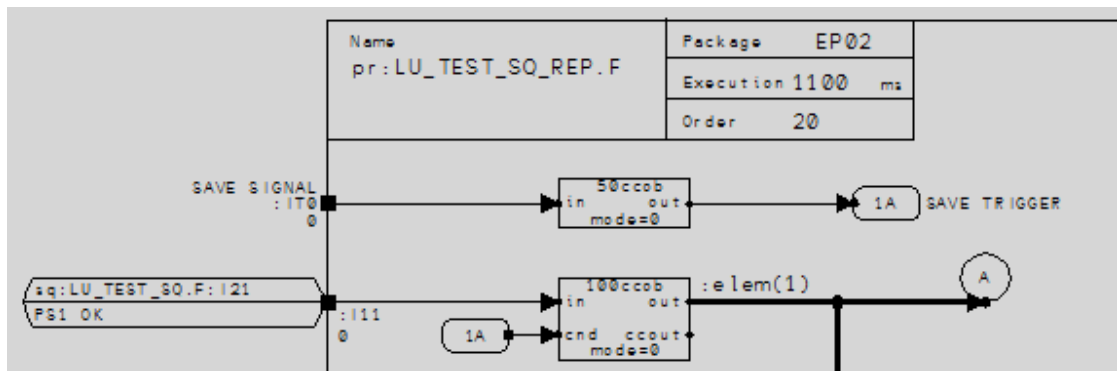 Name
pr:LU_TEST_SQ_REP.F
Package EP02
Execution 1100 ms
Order 20
SAVE SIGNAL
:IT0
0
50ccob
in out
mode=0
1A
SAVE TRIGGER
sq:LU_TEST_SQ.F:I21
PS1 OK
:I11
0
1A
100ccob
in out
cnd ccout
mode=0
:elem(1)
A